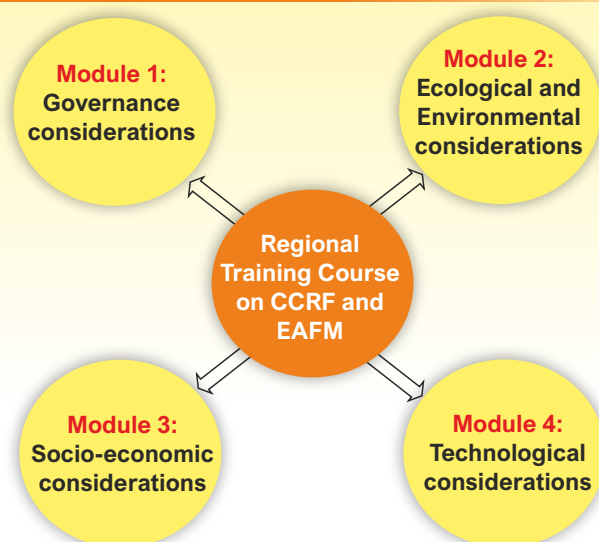 Module 1:
Governance
considerations
Module 2:
Ecological and
Environmental
considerations
Regional
Training Course
on CCRF and
EAFM
Module 3:
Socio-economic
considerations
Module 4:
Technological
considerations